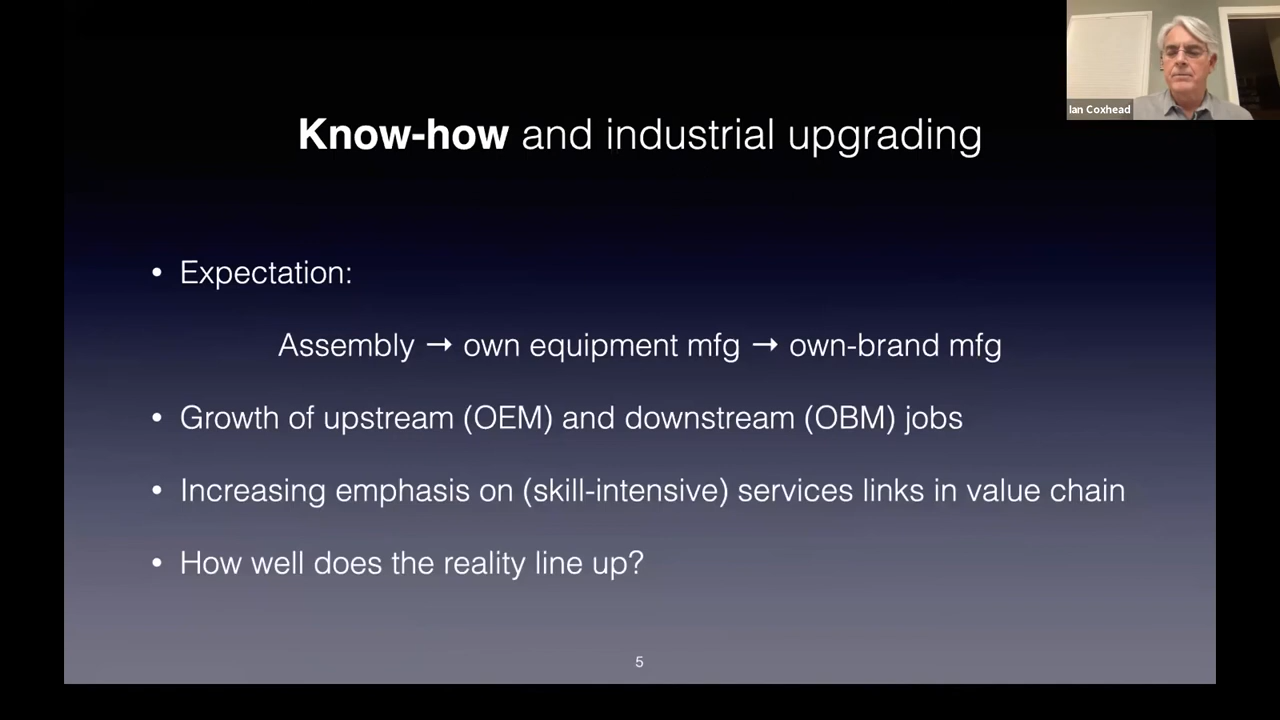 Ian Coxhead
Know-how and industrial upgrading
• Expectation:
Assembly → own equipment mfg → own-brand mfg
• Growth of upstream (OEM) and downstream (OBM) jobs
• Increasing emphasis on (skill-intensive) services links in value chain
• How well does the reality line up?
5